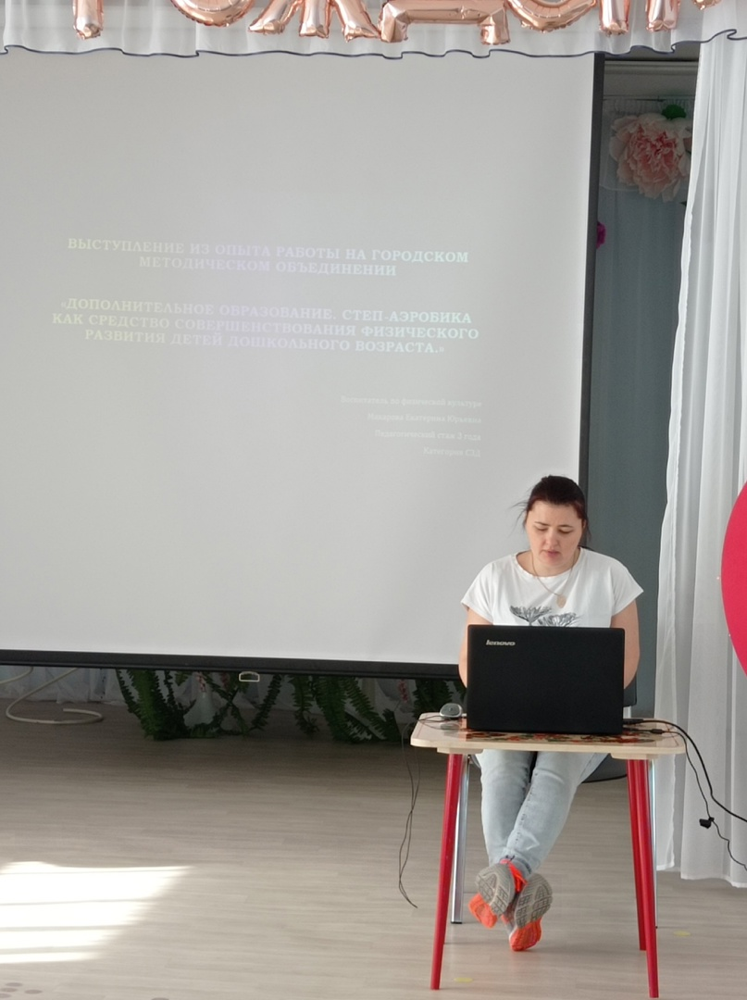 ВЫСТУПЛЕНИЕ ИЗ ОПЫТА РАБОТЫ НА ГОРОДСКОМ
МЕТОДИЧЕСКОМ ОБЪЕДИНЕНИИ
«ДОПОЛНИТЕЛЬНОЕ ОБРАЗОВАНИЕ. СТЕП-АЭРОБИКА
КАК СРЕДСТВО СОВЕРШЕНСТВОВАНИЯ ФИЗИЧЕСКОГО
РАЗВИТИЯ ДЕТЕЙ ДОШКОЛЬНОГО ВОЗРАСТА.»
Воспитатель по физической культуре
Макарова Екатерина Юрьевна
Педагогический стаж 3 года
Категория СЗД
lenovo